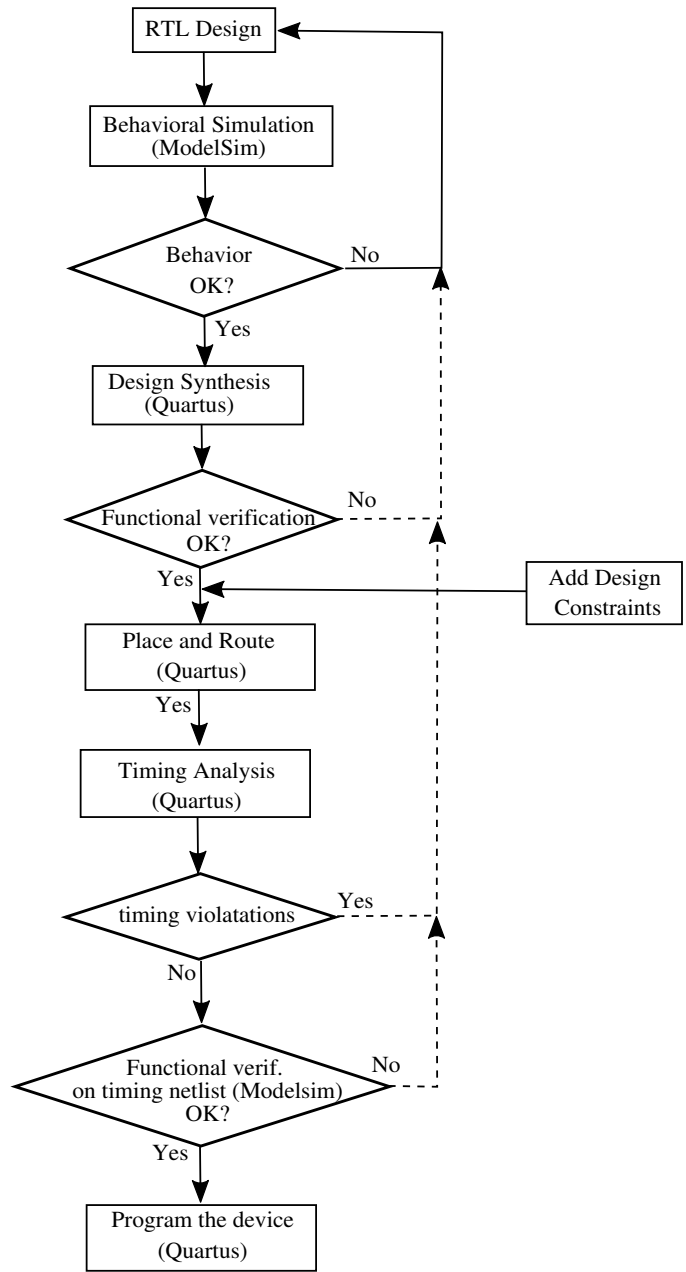 RTL Design
Behavioral Simulation
(ModelSim)
Behavior
OK?
No
Yes
Design Synthesis
(Quartus)
No
Functional verification
OK?
Yes
Add Design
Constraints
Place and Route
(Quartus)
Yes
Timing Analysis
(Quartus)
timing violatations
Yes
No
Functional verif.
on timing netlist (Modelsim)
OK?
No
Yes
Program the device
(Quartus)